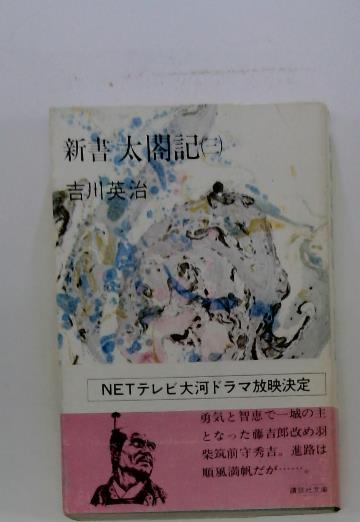 新書 太閤記㈢
吉川英治
NETテレビ大河ドラマ放映決定
勇気と智恵で一城の主
となった藤吉郎改め羽
柴筑前守秀吉。進路は
順風満帆だが……。
講談社文庫